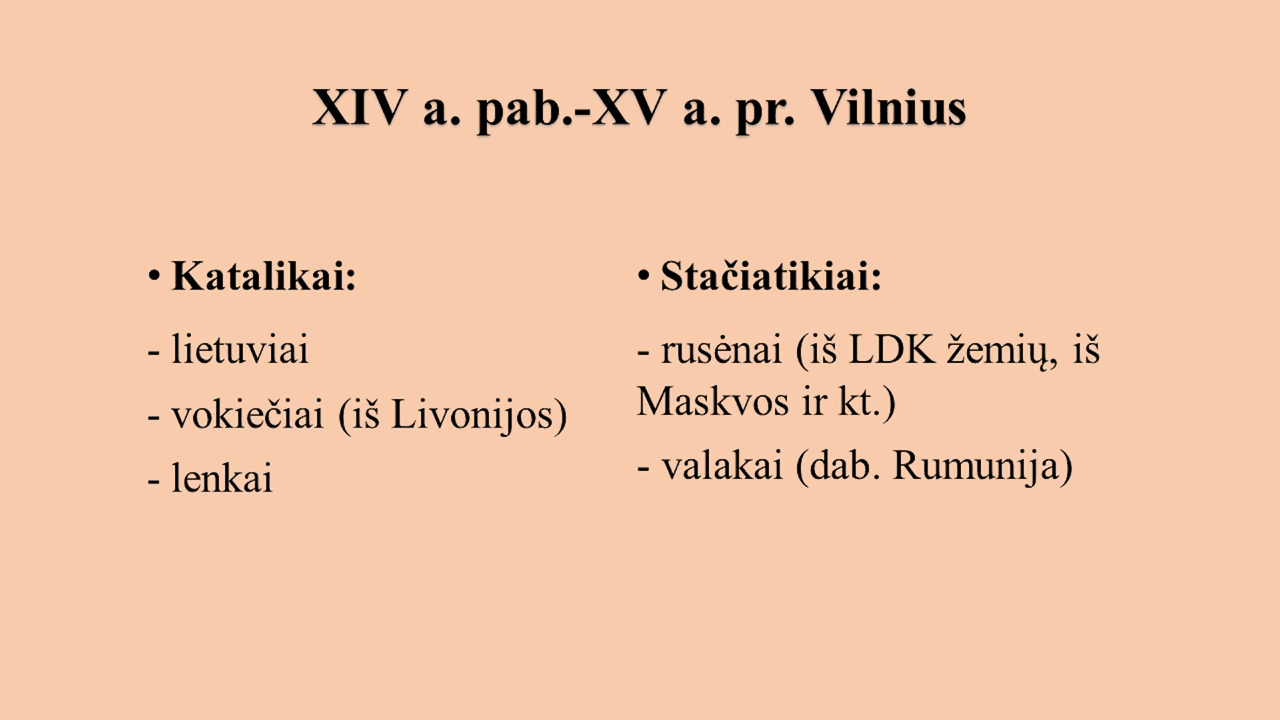 XIV a. pab.-XV a. pr. Vilnius
• Katalikai:
- lietuviai
- vokiečiai (iš Livonijos)
- lenkai
• Stačiatikiai:
- rusėnai (iš LDK žemių, iš
Maskvos ir kt.)
- valakai (dab. Rumunija)